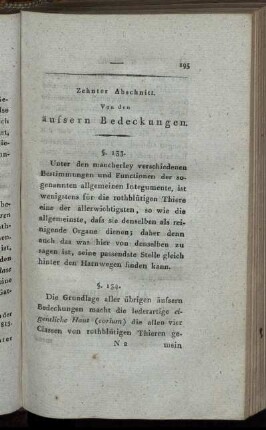 195
Zehnter Abschnitt.
Von den
äufsern Bedeckungen.
§. 133.
Unter den mancherley verschiedenen
Bestimmungen und Functionen der so-
genannten allgemeinen Integumente, ist
wenigstens für die rothblütigen Thiere
eine der allerwichtigsten, so wie die
allgemeinste, dafs sie denselben als rei-
nigende Organe dienen; daher denn
auch das was hier von denselben zu
sagen ist, seine passendste Stelle gleich
hinter den Harnwegen finden kann.
§. 134.
Die Grundlage aller übrigen äufsern
Bedeckungen macht die lederartige ei-
gentliche Haut (corium) die allen vier
Classen von rothblütigen Thieren ge-
N 2 mein